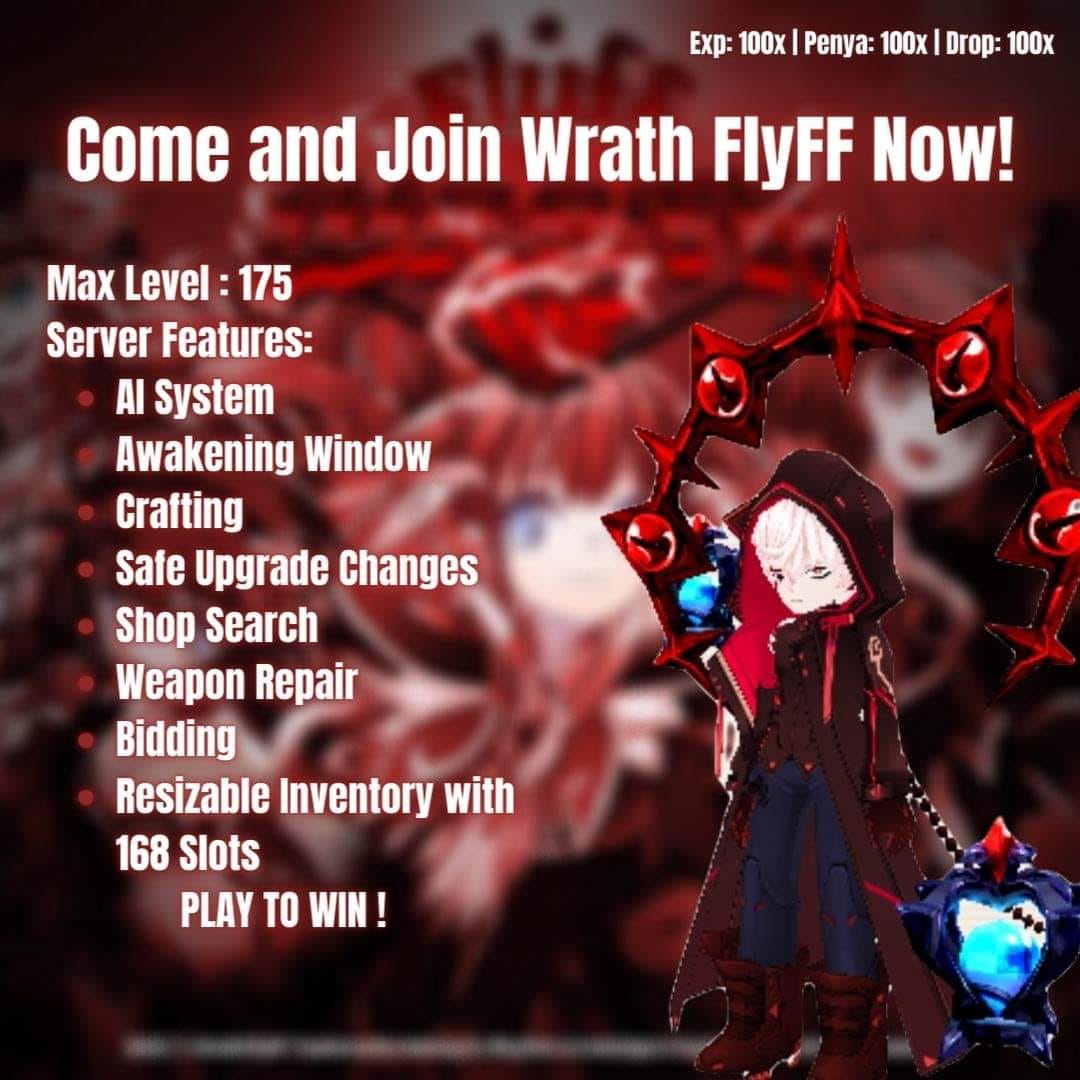 Exp: 100x | Penya: 100x | Drop: 100x
Come and Join Wrath FlyFF Now!
Max Level : 175
Server Features:
• AI System
• Awakening Window
• Crafting
• Safe Upgrade Changes
• Shop Search
• Weapon Repair
• Bidding
• Resizable Inventory with
168 Slots
PLAY TO WIN !